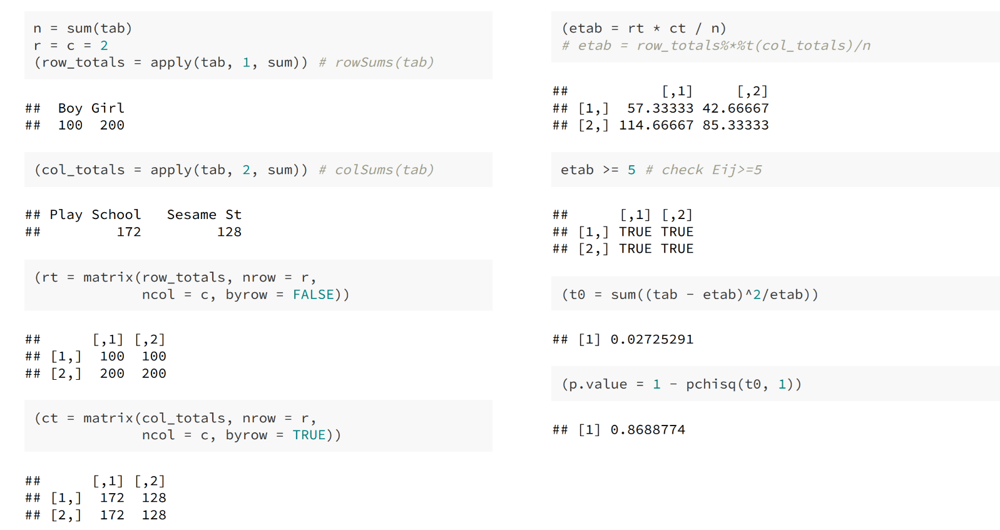 n = sum(tab)
r = c = 2
(row_totals = apply(tab, 1, sum)) # rowSums(tab)
##  Boy Girl
##  100  200
(col_totals = apply(tab, 2, sum)) # colSums(tab)
## Play School   Sesame St
##         172         128
(rt = matrix(row_totals, nrow = r,
             ncol = c, byrow = FALSE))
##      [,1] [,2]
## [1,]  100  100
## [2,]  200  200
(ct = matrix(col_totals, nrow = r,
             ncol = c, byrow = TRUE))
##      [,1] [,2]
## [1,]  172  128
## [2,]  172  128
(etab = rt * ct / n)
# etab = row_totals%*%t(col_totals)/n
##           [,1]     [,2]
## [1,]  57.33333 42.66667
## [2,] 114.66667 85.33333
etab >= 5 # check Eij>=5
##      [,1] [,2]
## [1,] TRUE TRUE
## [2,] TRUE TRUE
(t0 = sum((tab - etab)^2/etab))
## [1] 0.02725291
(p.value = 1 - pchisq(t0, 1))
## [1] 0.8688774